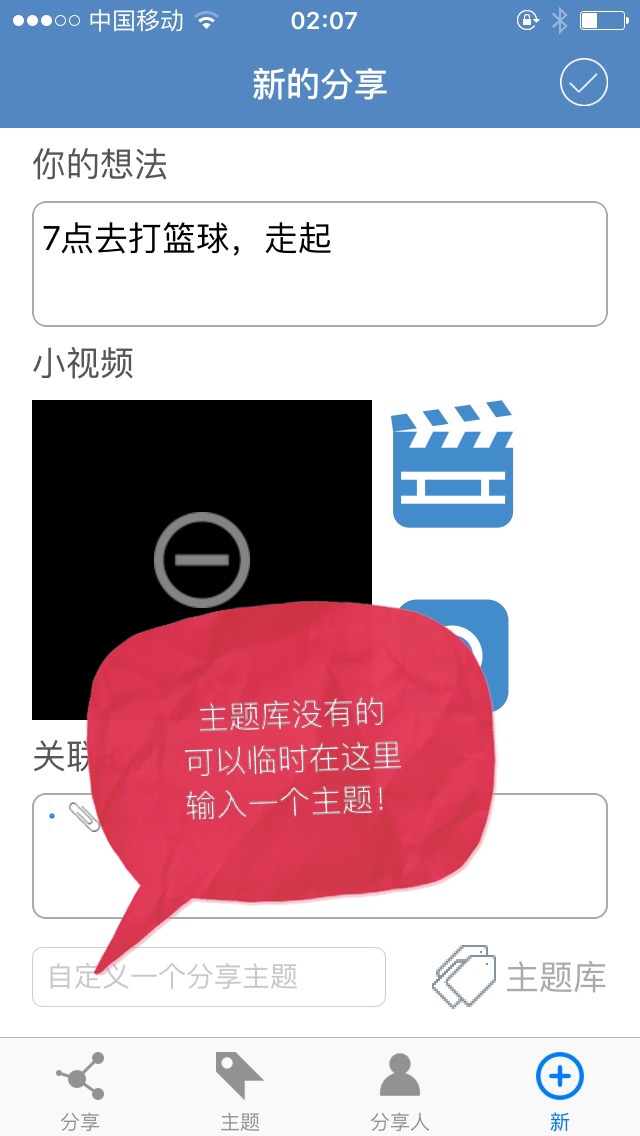 中国移动
02:07
新的分享
你的想法
7点去打篮球，走起
小视频
主题库没有的
可以临时在这里
输入一个主题！
关联
自定义一个分享主题
主题库
分享
主题
分享人
新